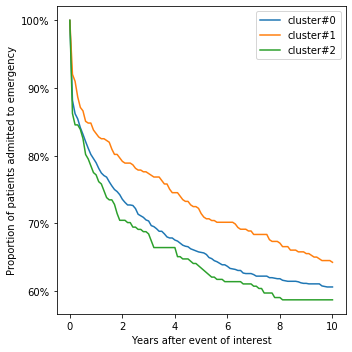 cluster#0
cluster#1
cluster#2
100%
90%
80%
70%
60%
Proportion of patients admitted to emergency
0
2
4
6
8
10
Years after event of interest